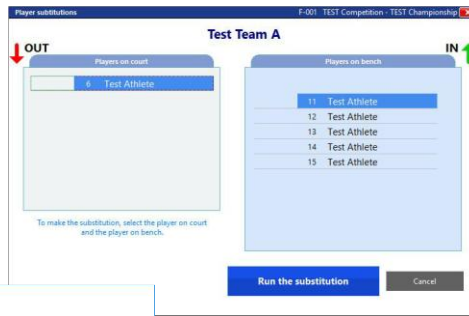 Player subtitutions
F-001 TEST Competition - TEST Championship
Test Team A
OUT
IN
Players on court
Players on bench
6 Test Athlete
11 Test Athlete
12 Test Athlete
13 Test Athlete
14 Test Athlete
15 Test Athlete
To make the substitution, select the player on court
and the player on bench.
Run the substitution
Cancel